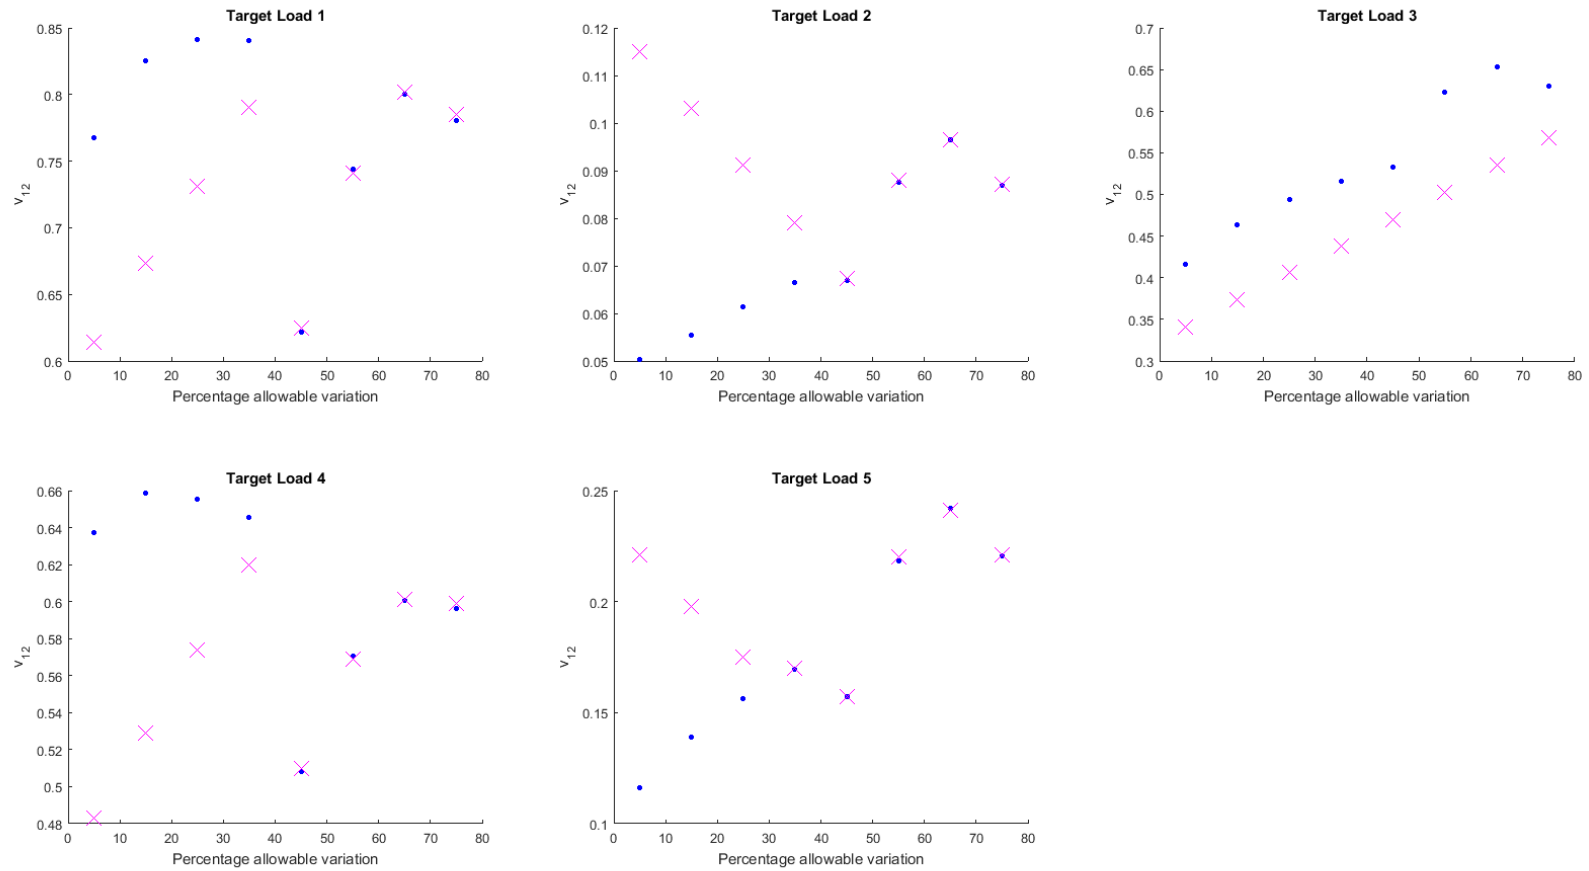 Target Load 1
0.85
0.8
0.75
0.7
0.65
0.6
v12
0 10 20 30 40 50 60 70 80
Percentage allowable variation
Target Load 2
0.12
0.11
0.1
0.09
0.08
0.07
0.06
0.05
v12
0 10 20 30 40 50 60 70 80
Percentage allowable variation
Target Load 3
0.7
0.65
0.6
0.55
0.5
0.45
0.4
0.35
0.3
v12
0 10 20 30 40 50 60 70 80
Percentage allowable variation
Target Load 4
0.66
0.64
0.62
0.6
0.58
0.56
0.54
0.52
0.5
0.48
v12
0 10 20 30 40 50 60 70 80
Percentage allowable variation
Target Load 5
0.25
0.2
0.15
0.1
v12
0 10 20 30 40 50 60 70 80
Percentage allowable variation